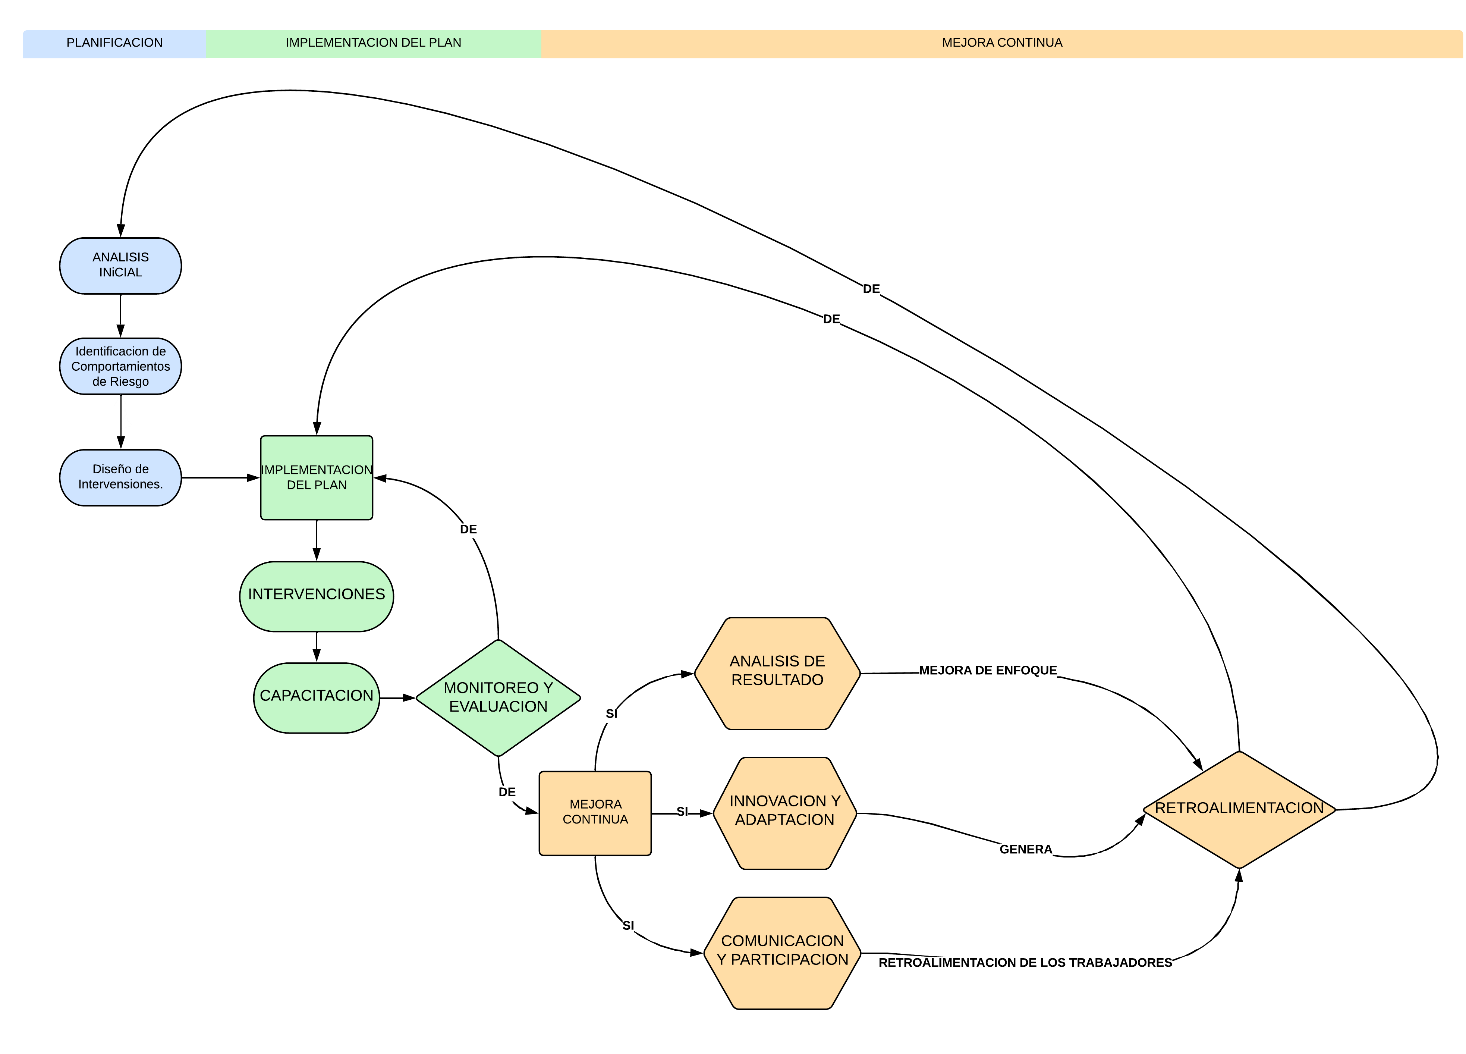 PLANIFICACION
IMPLEMENTACION DEL PLAN
MEJORA CONTINUA
ANALISIS
INiCIAL
DE
DE
Identificacion de
Comportamientos
de Riesgo
Diseño de
Intervenciones.
IMPLEMENTACION
DEL PLAN
DE
INTERVENCIONES
CAPACITACION
MONITOREO Y
EVALUACION
DE
MEJORA
CONTINUA
SI
SI
SI
ANALISIS DE
RESULTADO
MEJORA DE ENFOQUE
INNOVACION Y
ADAPTACION
GENERA
COMUNICACION
Y PARTICIPACION
RETROALIMENTACION DE LOS TRABAJADORES
RETROALIMENTACION